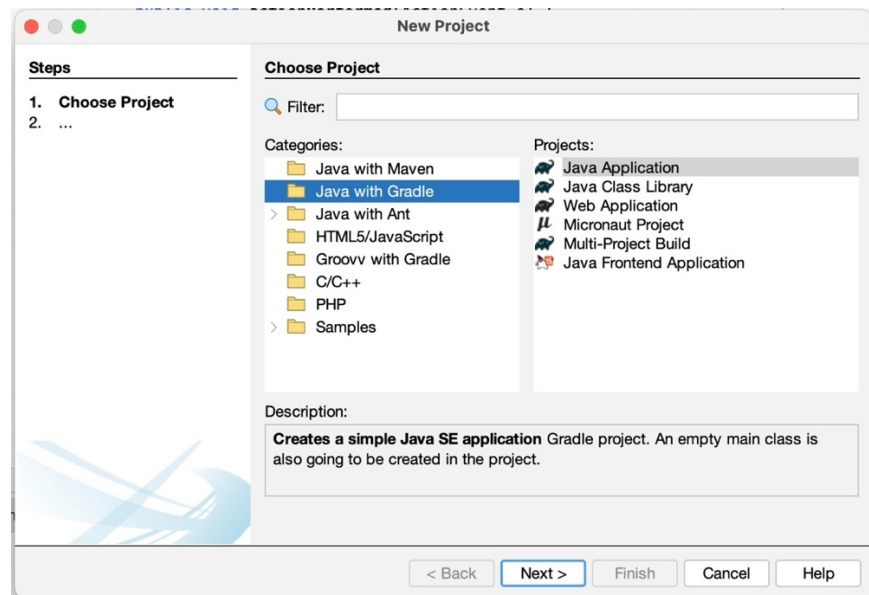 New Project
Steps
1. Choose Project
2. ...
Choose Project
Filter:
Categories:
Java with Maven
Java with Gradle
Java with Ant
HTML5/JavaScript
Groovy with Gradle
C/C++
PHP
Samples
Projects:
Java Application
Java Class Library
Web Application
μ Micronaut Project
Multi-Project Build
Java Frontend Application
Description:
Creates a simple Java SE application Gradle project. An empty main class is
also going to be created in the project.
< Back
Next >
Finish
Cancel
Help